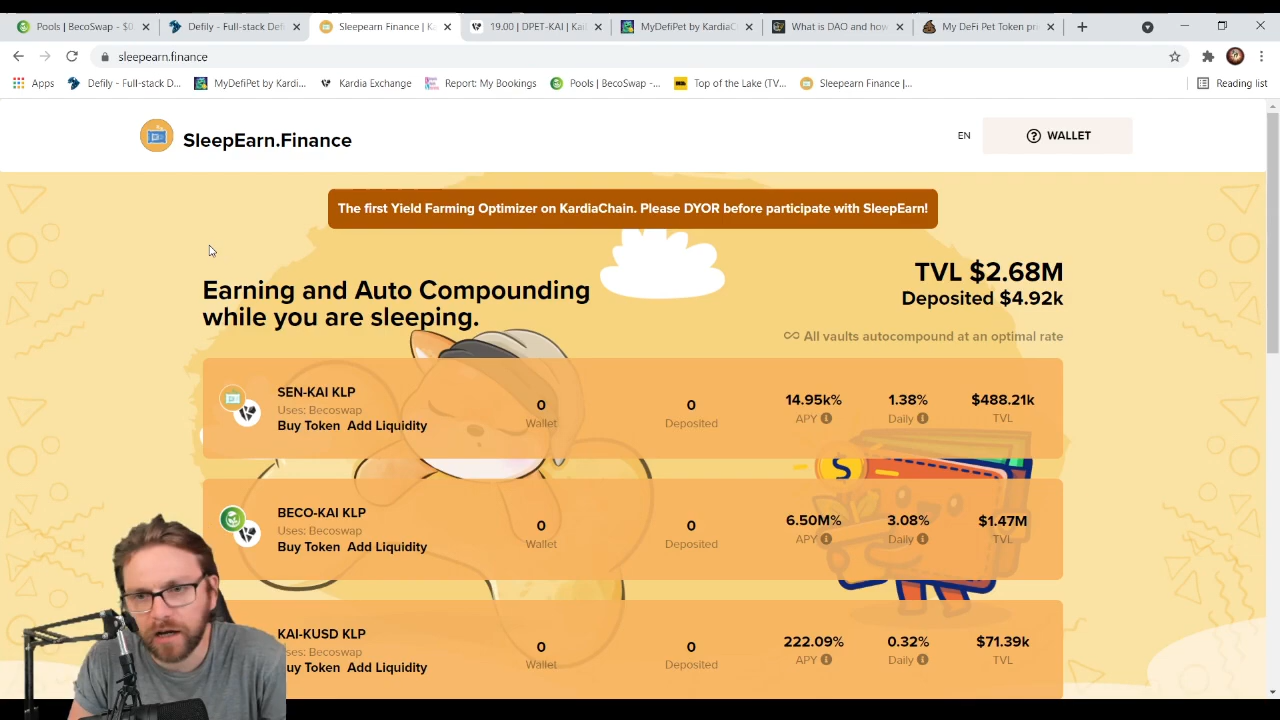 Pools | BecoSwap - $0
Defily - Full-stack Defi
Sleepearn Finance | Ka
19.00 | DPET-KAI | Kai
MyDefiPet by KardiaC
What is DAO and how
My DeFi Pet Token pri
sleepearn.finance
Apps
Defily - Full-stack D...
MyDefiPet by Kardi...
Kardia Exchange
Report: My Bookings
Pools | BecoSwap -...
Top of the Lake (TV...
Sleepearn Finance |...
Reading list
SleepEarn.Finance
EN
WALLET
The first Yield Farming Optimizer on KardiaChain. Please DYOR before participate with SleepEarn!
Earning and Auto Compounding
while you are sleeping.
TVL $2.68M
Deposited $4.92k
All vaults autocompound at an optimal rate
SEN-KAI KLP
Uses: Becoswap
Buy Token Add Liquidity
0
Wallet
0
Deposited
14.95k%
APY
1.38%
Daily
$488.21k
TVL
BECO-KAI KLP
Uses: Becoswap
Buy Token Add Liquidity
0
Wallet
0
Deposited
6.50M%
APY
3.08%
Daily
$1.47M
TVL
KAI-KUSD KLP
ses: Becoswap
uy Token Add Liquidity
0
Wallet
0
Deposited
222.09%
APY
0.32%
Daily
$71.39k
TVL